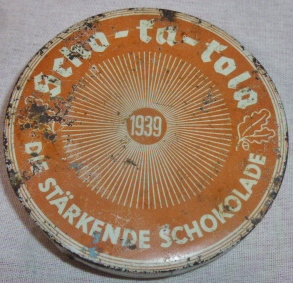 Scho-ka-kola
1939
DIE STÄRKENDE SCHOKOLADE